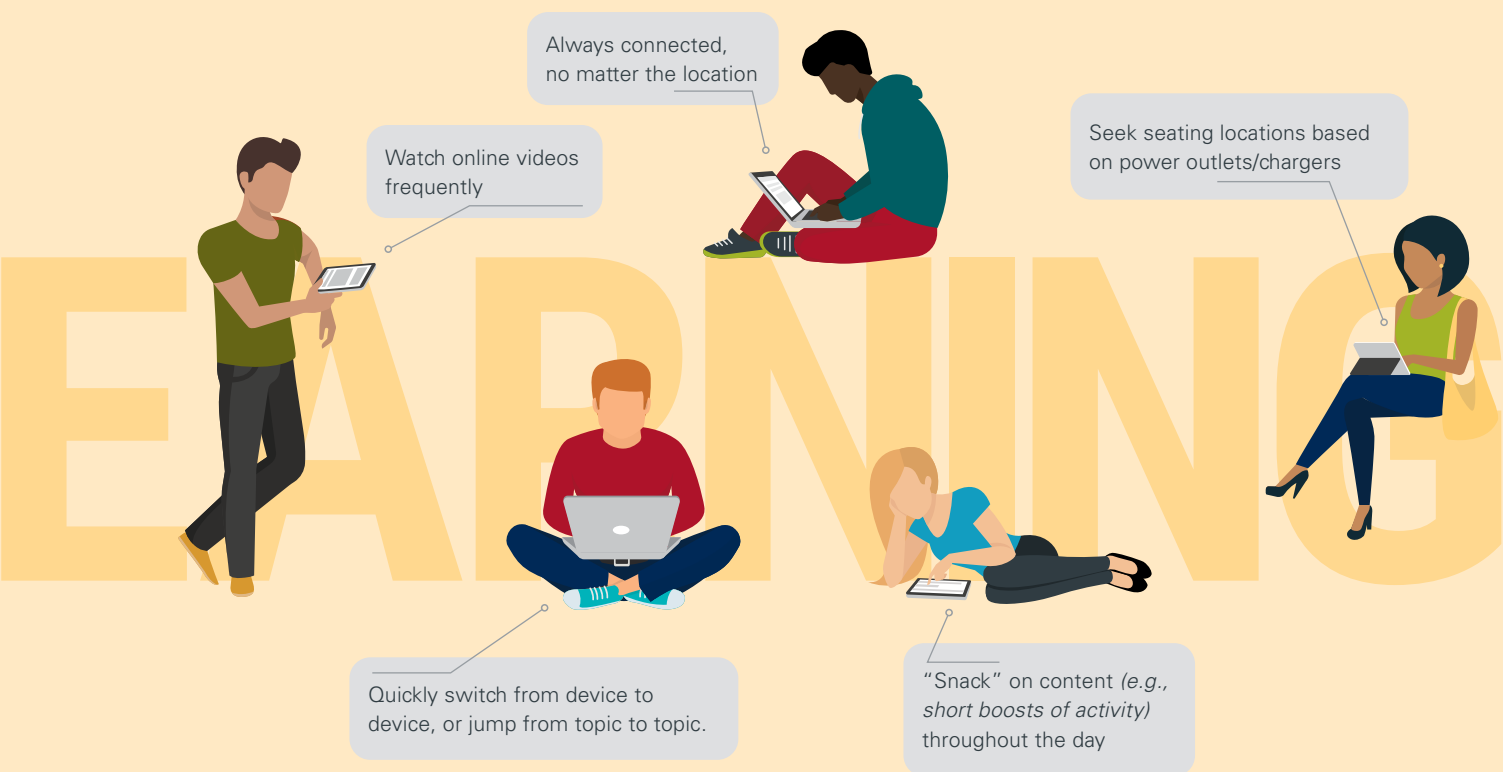 Always connected,
no matter the location
Watch online videos
frequently
Seek seating locations based
on power outlets/chargers
EARNING
Quickly switch from device to
device, or jump from topic to topic.
“Snack” on content (e.g.,
short boosts of activity)
throughout the day